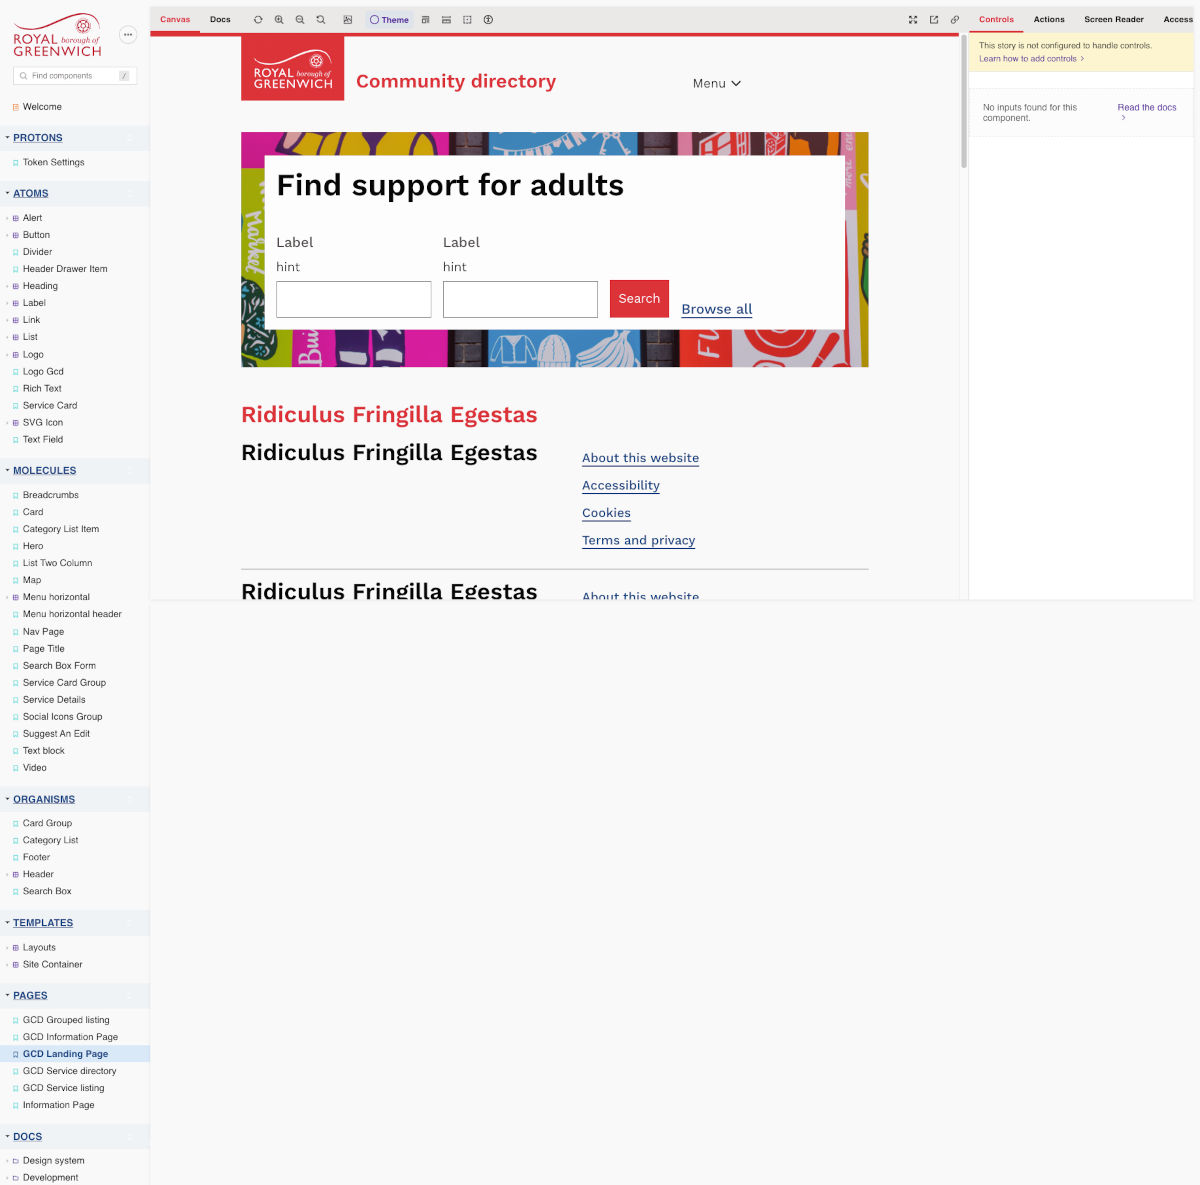 ROYAL borough of
GREENWICH
Find components
/
Welcome
PROTONS
Token Settings
ATOMS
Alert
Button
Divider
Header Drawer Item
Heading
Label
Link
List
Logo
Logo Gcd
Rich Text
Service Card
SVG Icon
Text Field
MOLECULES
Breadcrumbs
Card
Category List Item
Hero
List Two Column
Map
Menu horizontal
Menu horizontal header
Nav Page
Page Title
Search Box Form
Service Card Group
Service Details
Social Icons Group
Suggest An Edit
Text block
Video
ORGANISMS
Card Group
Category List
Footer
Header
Search Box
TEMPLATES
Layouts
Site Container
PAGES
GCD Grouped listing
GCD Information Page
GCD Landing Page
GCD Service directory
GCD Service listing
Information Page
DOCS
Design system
Development
Canvas Docs Theme
ROYAL borough of
GREENWICH
Community directory
Menu
Find support for adults
Label Label
hint hint
Search
Browse all
Market
Bui
Fu
more
Ridiculus Fringilla Egestas
Ridiculus Fringilla Egestas
About this website
Accessibility
Cookies
Terms and privacy
Ridiculus Fringilla Egestas
About this website
Controls Actions Screen Reader Access
This story is not configured to handle controls.
Learn how to add controls
No inputs found for this
component.
Read the docs